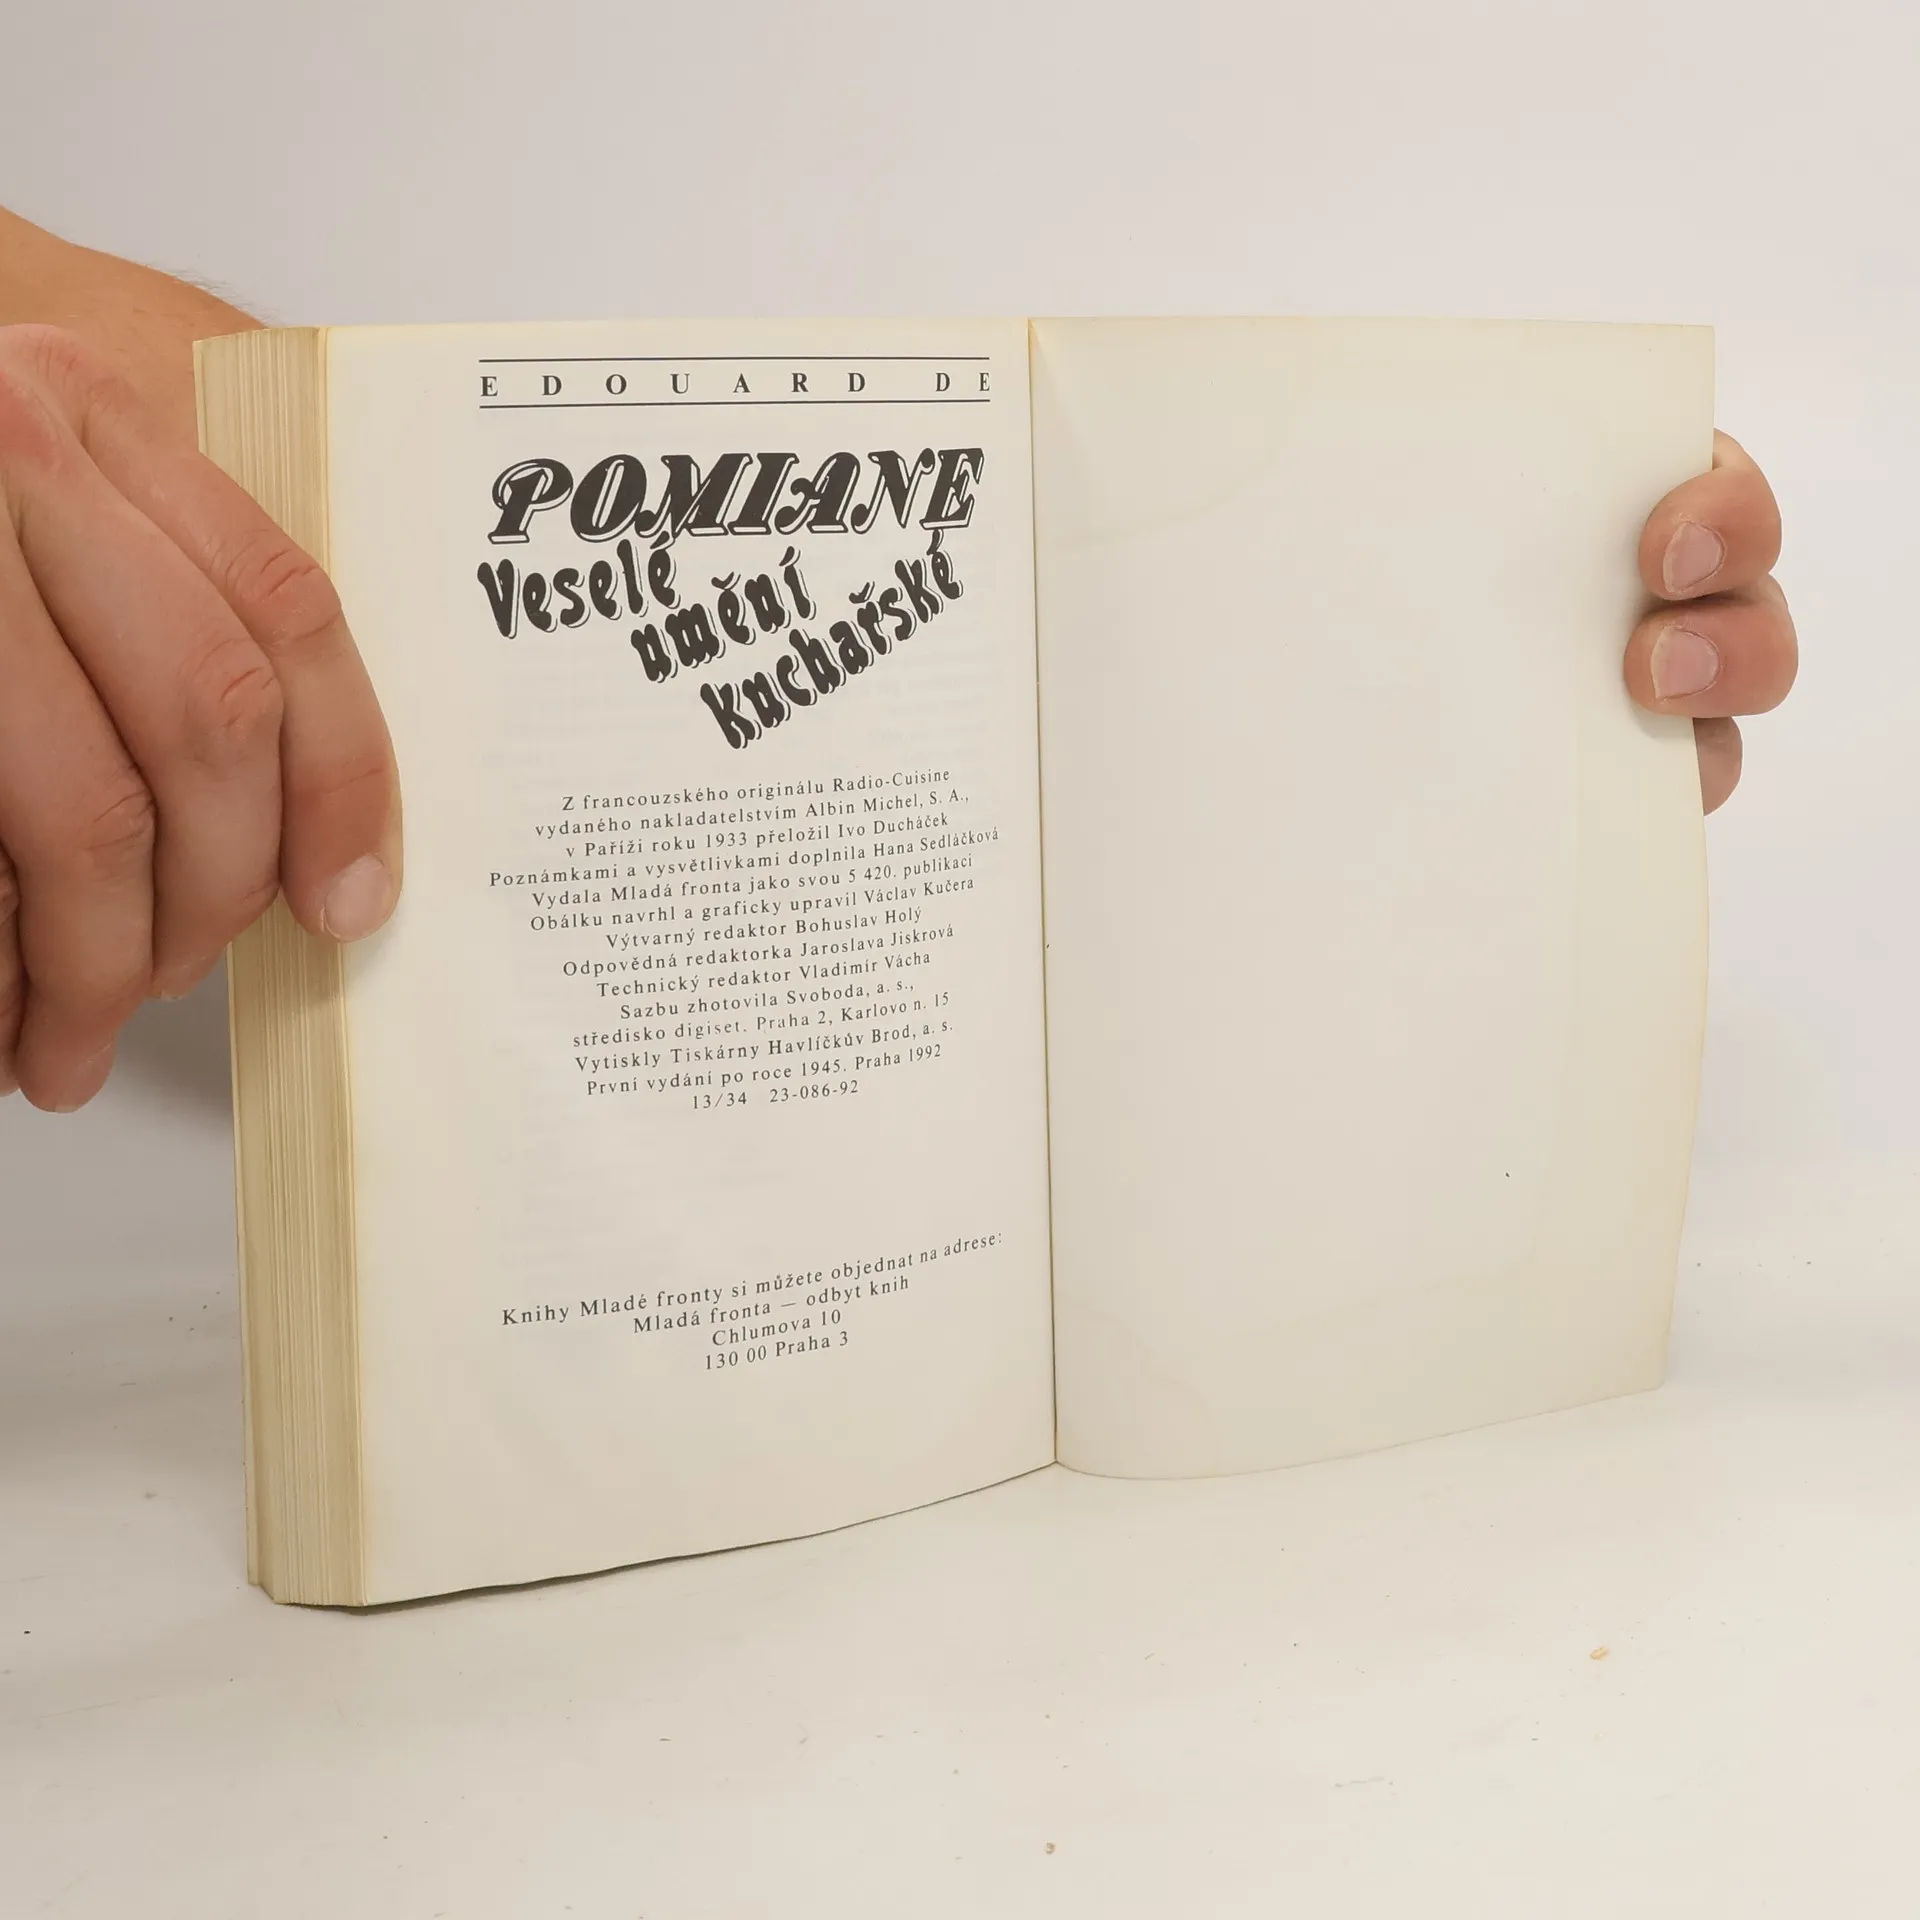 EDOUARD DE
POMIANE
Veselé
umění
kuchařské
Z francouzského originálu Radio-Cuisine
vydaného nakladatelstvím Albin Michel, S. A.,
v Paříži roku 1933 přeložil Ivo Ducháček
Poznámkami a vysvětlivkami doplnila Hana Sedláčková
Vydala Mladá fronta jako svou 5 420. publikaci
Obálku navrhl a graficky upravil Václav Kučera
Výtvarný redaktor Bohuslav Holý
Odpovědná redaktorka Jaroslava Jiskrová
Technický redaktor Vladimír Vácha
Sazbu zhotovila Svoboda, a. s.,
středisko digiset. Praha 2, Karlovo n. 15
Vytiskly Tiskárny Havlíčkův Brod, a. s.
První vydání po roce 1945. Praha 1992
13/34 23-086-92
Knihy Mladé fronty si můžete objednat na adrese:
Mladá fronta — odbyt knih
Chlumova 10
130 00 Praha 3